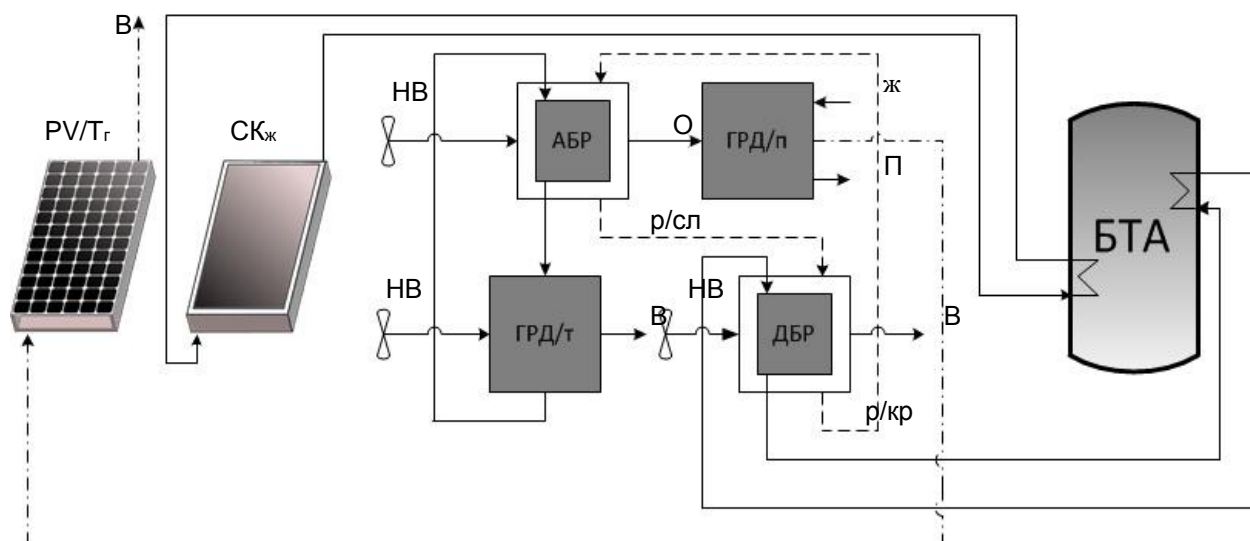 В
НВ
ж
PV/Тг
СКж
АБР
О
ГРД/п
П
р/сл
БТА
НВ
НВ
В
В
ГРД/т
ДБР
р/кр